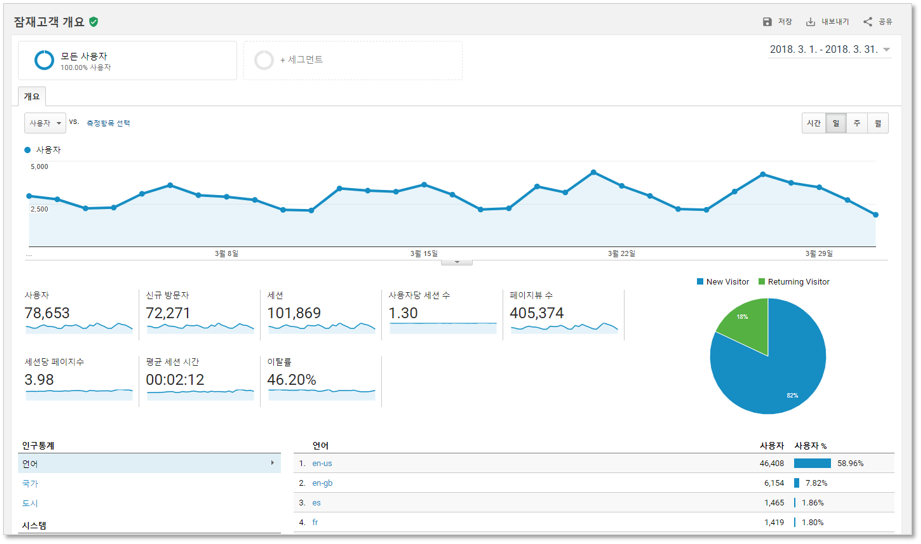 잠재고객 개요
저장 내보내기 공유
모든 사용자
100.00% 사용자
+ 세그먼트
2018. 3. 1. - 2018. 3. 31.
개요
사용자 vs. 측정항목 선택
시간 일 주 월
사용자
5,000
2,500
... 3월 8일 3월 15일 3월 22일 3월 29일
New Visitor Returning Visitor
사용자 신규 방문자 세션 사용자당 세션 수 페이지뷰 수
78,653 72,271 101,869 1.30 405,374
18%
82%
세션당 페이지수 평균 세션 시간 이탈률
3.98 00:02:12 46.20%
인구통계 언어 사용자 사용자 %
언어 1. en-us 46,408 58.96%
국가 2. en-gb 6,154 7.82%
도시 3. es 1,465 1.86%
시스템 4. fr 1,419 1.80%